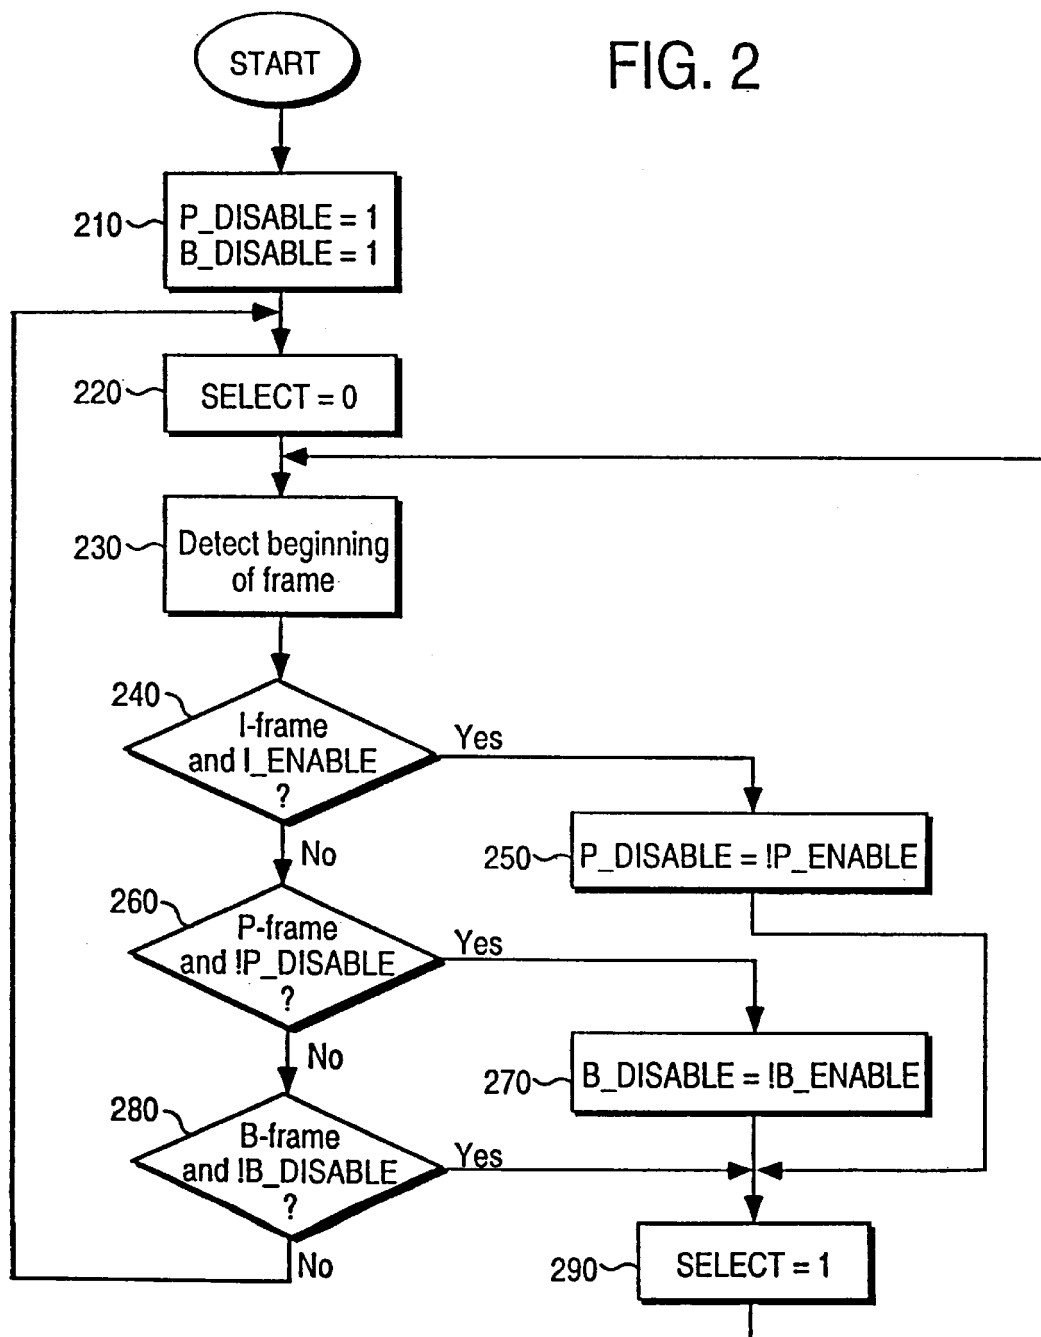 FIG. 2
START
210
P_DISABLE = 1
B_DISABLE = 1
220
SELECT = 0
230
Detect beginning
of frame
240
I-frame
and I_ENABLE
?
Yes
No
250
P_DISABLE = !P_ENABLE
260
P-frame
and !P_DISABLE
?
Yes
No
270
B_DISABLE = !B_ENABLE
280
B-frame
and !B_DISABLE
?
Yes
No
290
SELECT = 1